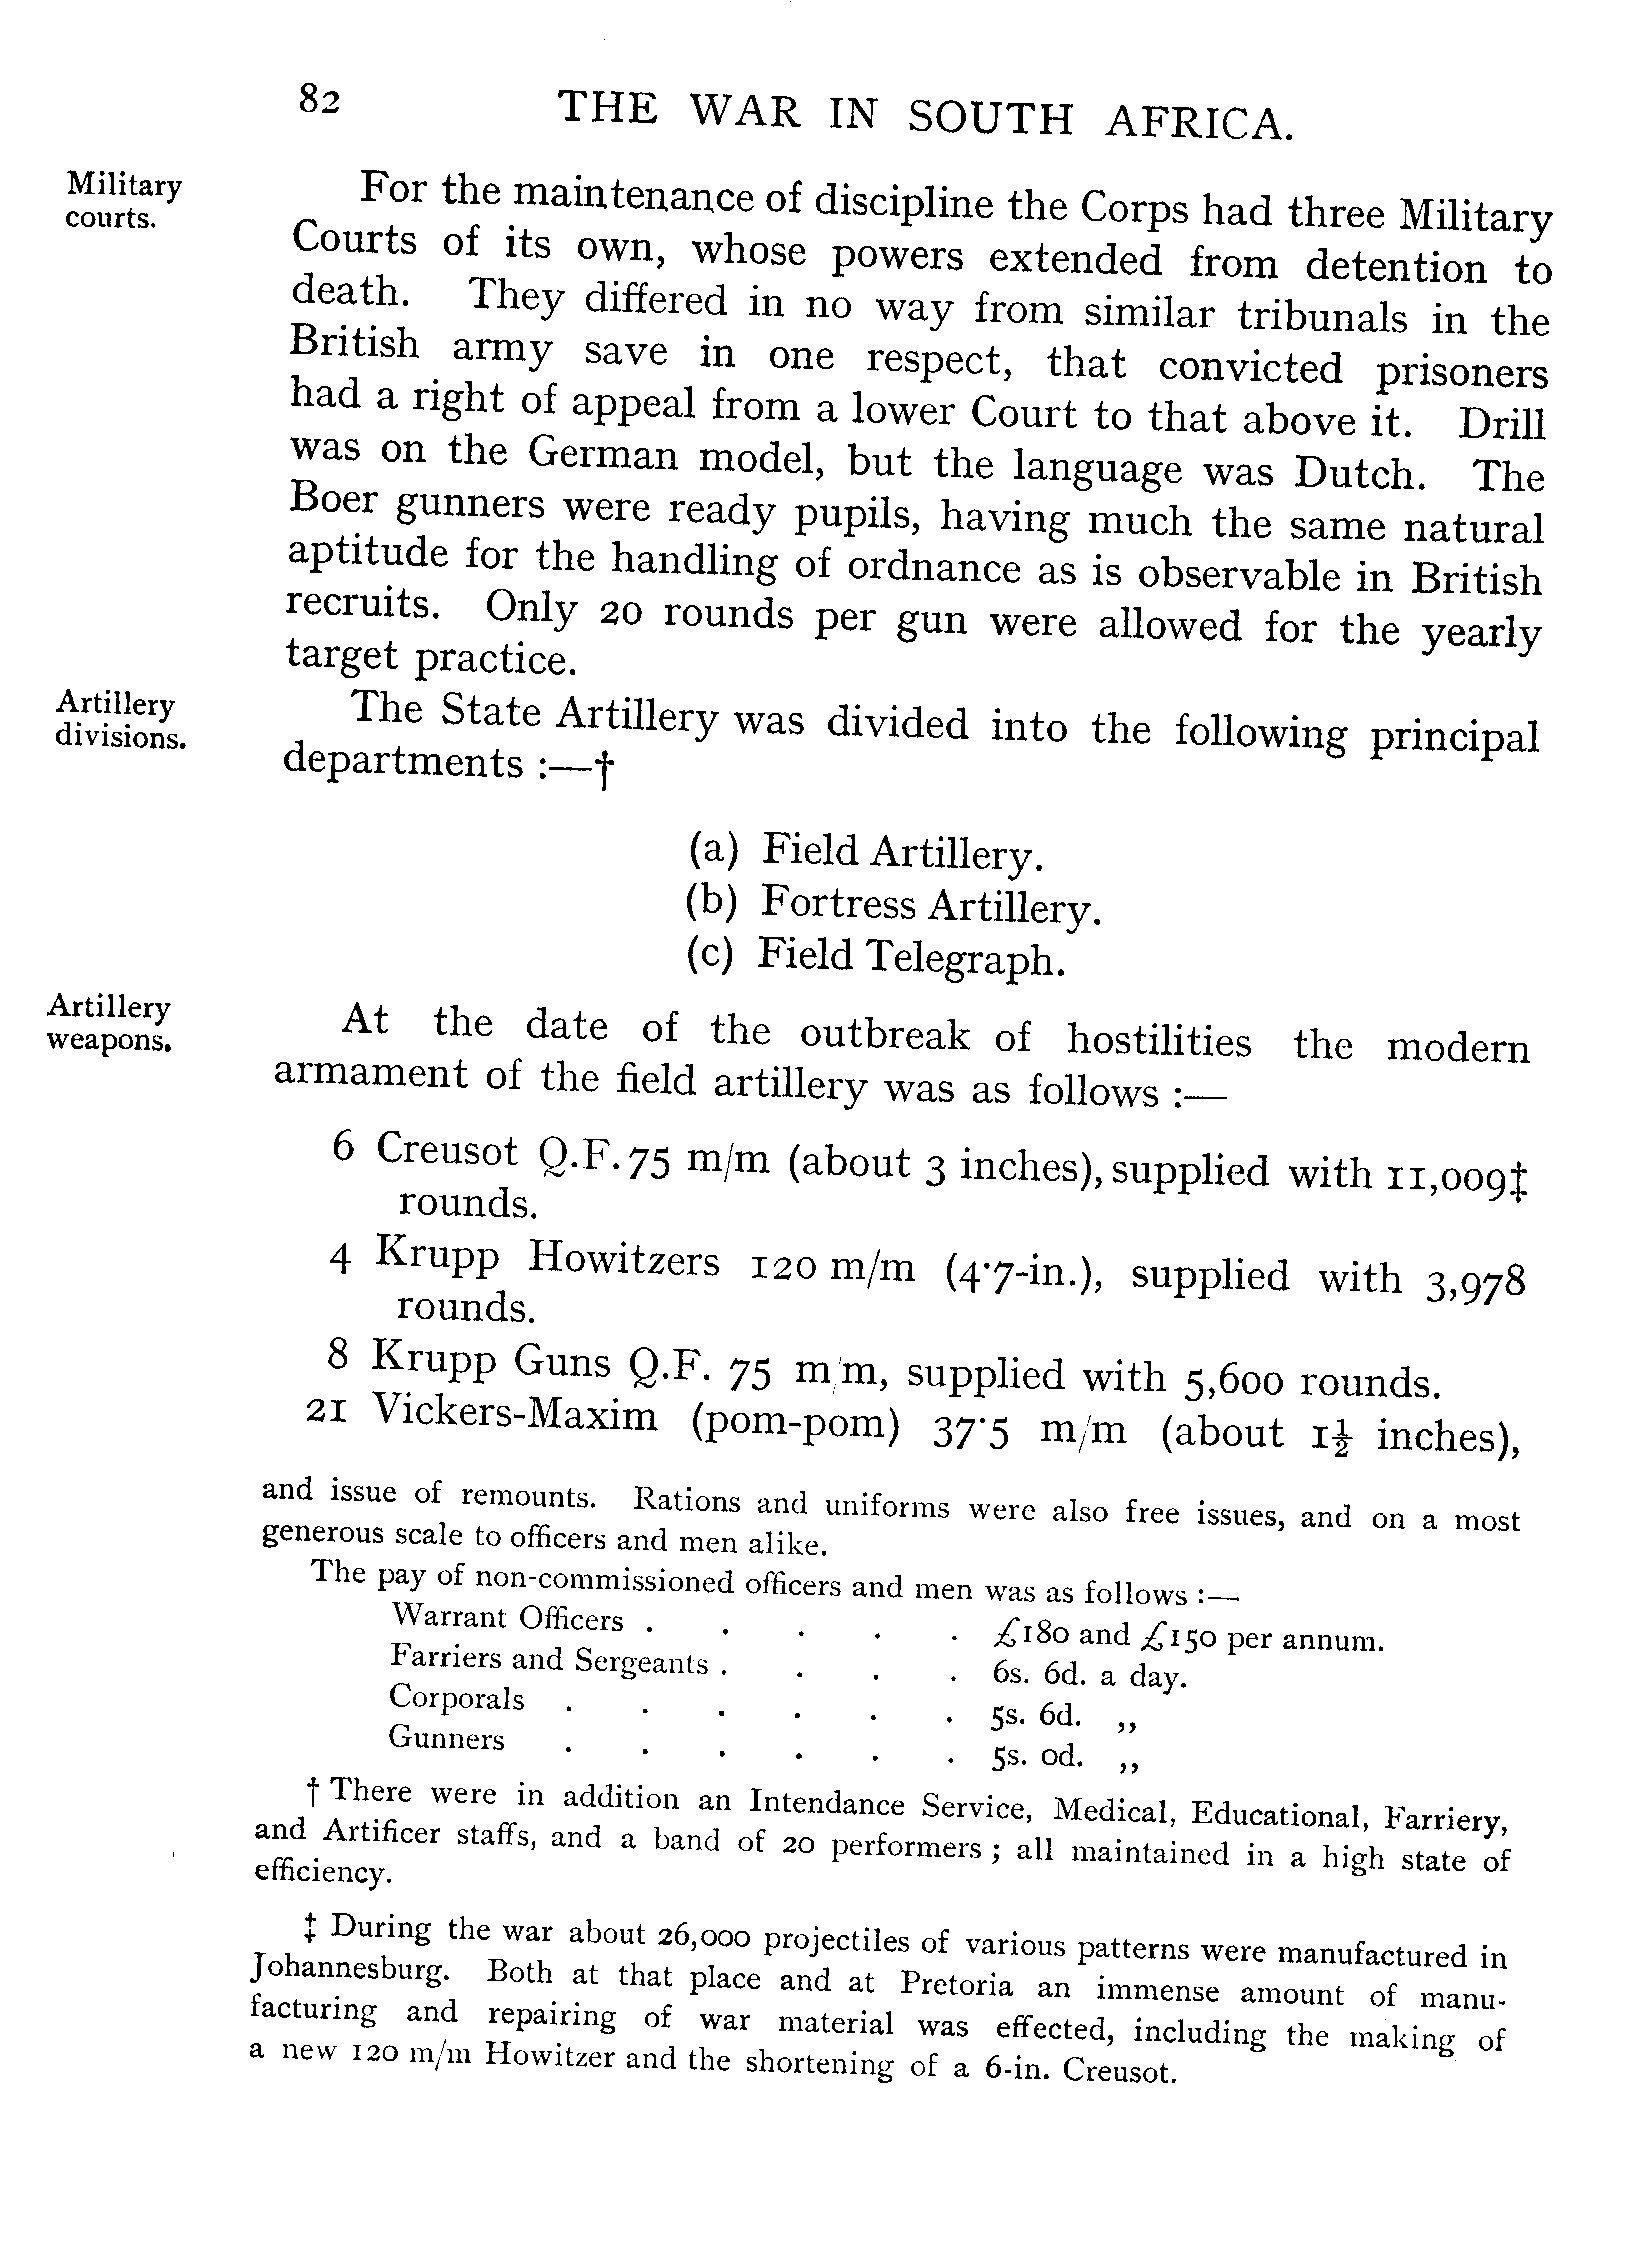 82 THE WAR IN SOUTH AFRICA.
Military
courts.
For the maintenance of discipline the Corps had three Military
Courts of its own, whose powers extended from detention to
death. They differed in no way from similar tribunals in the
British army save in one respect, that convicted prisoners
had a right of appeal from a lower Court to that above it. Drill
was on the German model, but the language was Dutch. The
Boer gunners were ready pupils, having much the same natural
aptitude for the handling of ordnance as is observable in British
recruits. Only 20 rounds per gun were allowed for the yearly
target practice.
Artillery
divisions.
The State Artillery was divided into the following principal
departments :—†
(a) Field Artillery.
(b) Fortress Artillery.
(c) Field Telegraph.
Artillery
weapons.
At the date of the outbreak of hostilities the modern
armament of the field artillery was as follows :—
6 Creusot Q.F. 75 m/m (about 3 inches), supplied with 11,009‡
rounds.
4 Krupp Howitzers 120 m/m (4·7-in.), supplied with 3,978
rounds.
8 Krupp Guns Q.F. 75 m/m, supplied with 5,600 rounds.
21 Vickers-Maxim (pom-pom) 37·5 m/m (about 1½ inches),
and issue of remounts. Rations and uniforms were also free issues, and on a most
generous scale to officers and men alike.
The pay of non-commissioned officers and men was as follows :—
Warrant Officers . . . . . £180 and £150 per annum.
Farriers and Sergeants . . . . 6s. 6d. a day.
Corporals . . . . . . 5s. 6d. ,,
Gunners . . . . . . 5s. 0d. ,,
† There were in addition an Intendance Service, Medical, Educational, Farriery,
and Artificer staffs, and a band of 20 performers ; all maintained in a high state of
efficiency.
‡ During the war about 26,000 projectiles of various patterns were manufactured in
Johannesburg. Both at that place and at Pretoria an immense amount of manu-
facturing and repairing of war material was effected, including the making of
a new 120 m/m Howitzer and the shortening of a 6-in. Creusot.